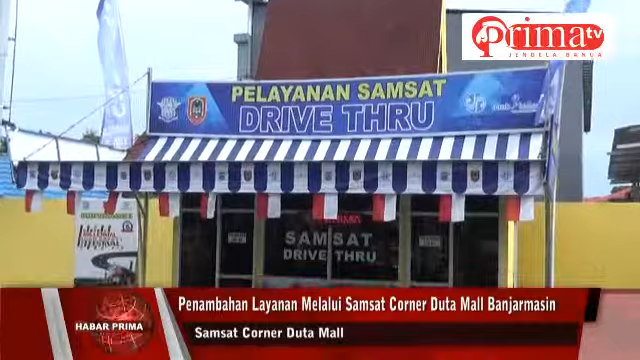 Prima tv
JENDELA BANUA
PELAYANAN SAMSAT
DRIVE THRU
SAMSAT
DRIVE THRU
Penambahan Layanan Melalui Samsat Corner Duta Mall Banjarmasin
HABAR PRIMA
Samsat Corner Duta Mall